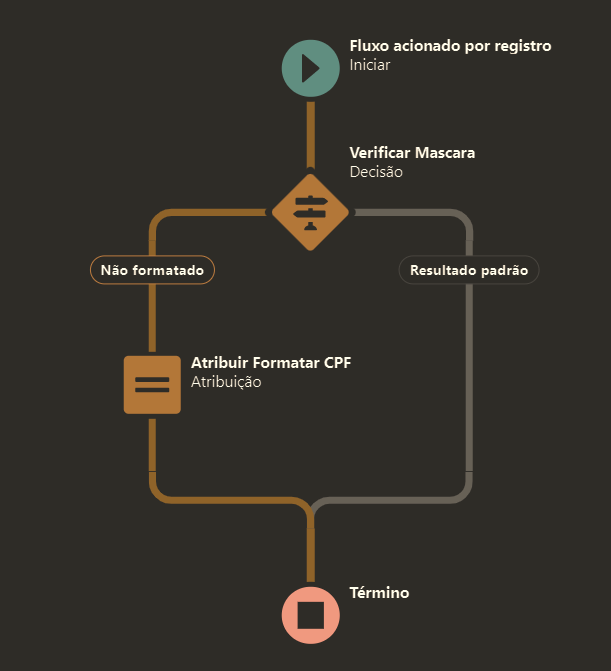 Fluxo acionado por registro
Iniciar
Verificar Mascara
Decisão
Não formatado
Resultado padrão
Atribuir Formatar CPF
Atribuição
Término